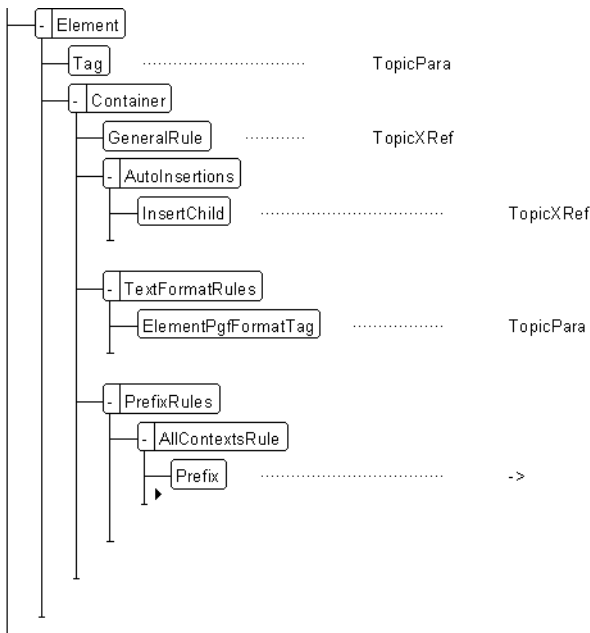 - Element
Tag TopicPara
- Container
GeneralRule TopicXRef
- AutoInsertions
InsertChild TopicXRef
- TextFormatRules
ElementPgfFormatTag TopicPara
- PrefixRules
- AllContextsRule
Prefix ->